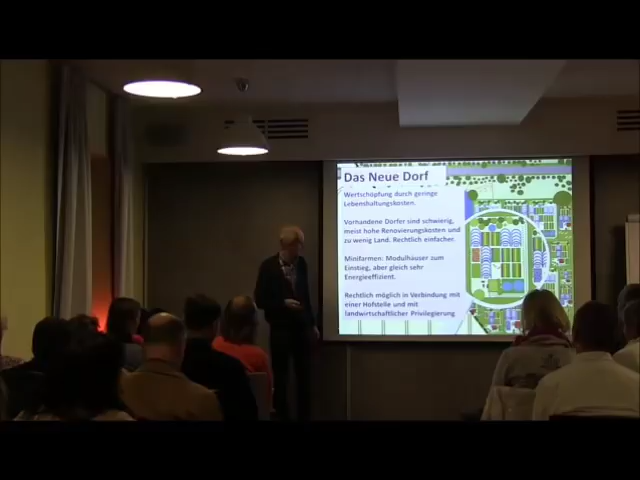 Das Neue Dorf
Wertschöpfung durch geringe
Lebenshaltungskosten.
Vorhandene Dörfer sind schwierig,
meist hohe Renovierungskosten und
zu wenig Land. Rechtlich einfacher.
Minifarmen: Modulhäuser zum
Einstieg, aber gleich sehr
Energieeffizient.
Rechtlich möglich in Verbindung mit
einer Hofstelle und mit
landwirtschaftlicher Privilegierung